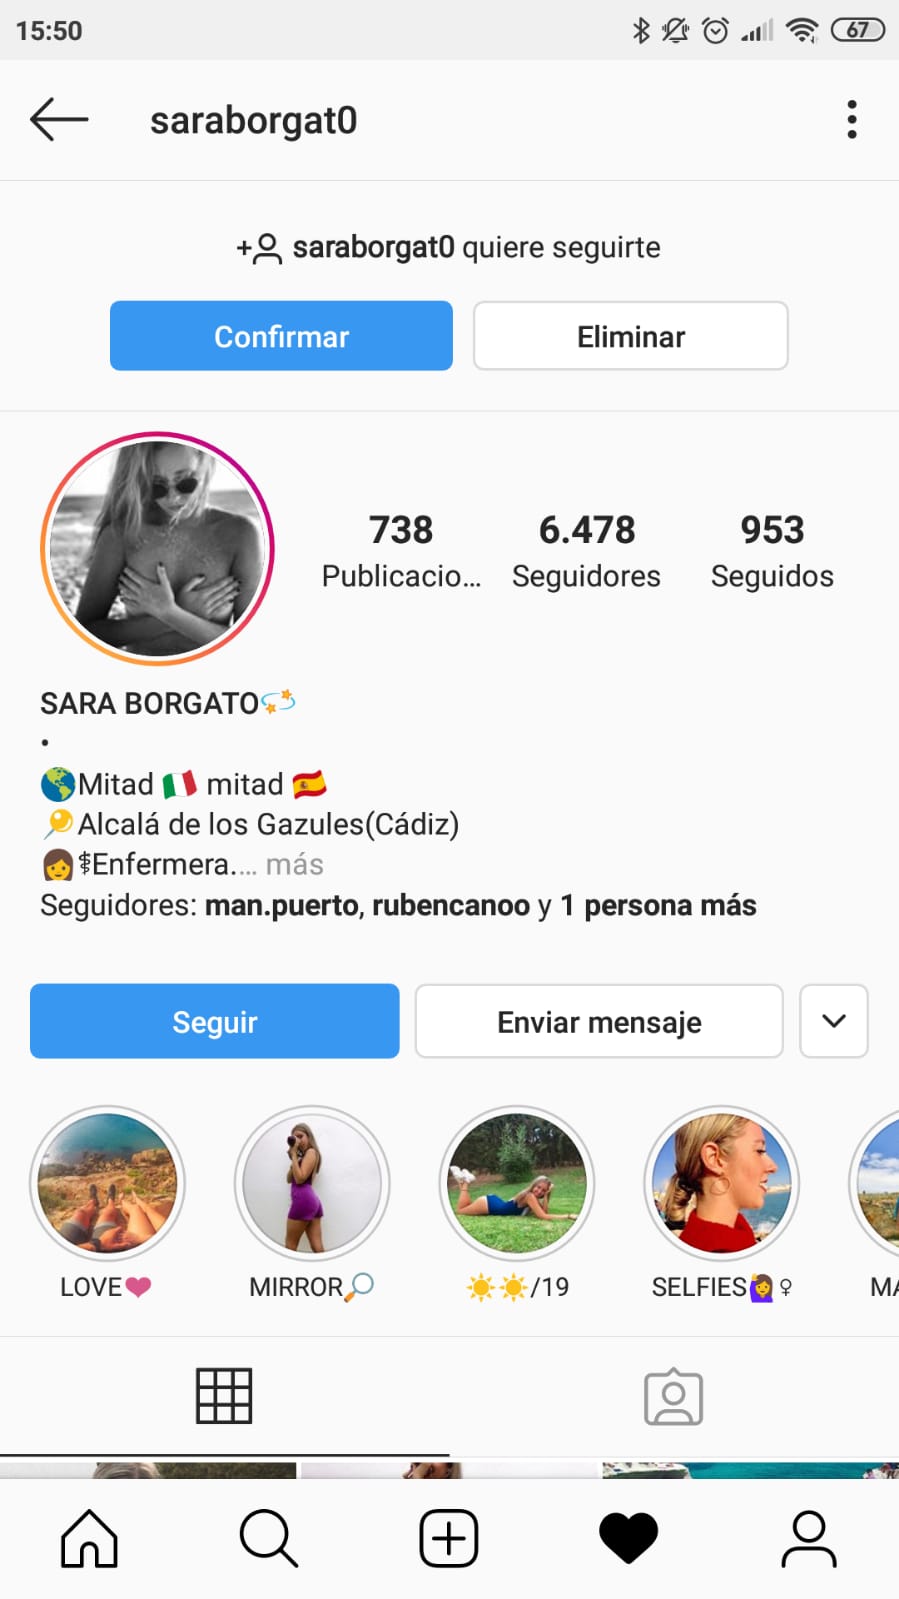 15:50
67
saraborgat0
saraborgat0 quiere seguirte
Confirmar
Eliminar
738
6.478
953
Publicacio...
Seguidores
Seguidos
SARA BORGATO💫
•
🌎Mitad 🇮🇹 mitad 🇪🇸
🔑Alcalá de los Gazules(Cádiz)
👩⚕Enfermera.... más
Seguidores: man.puerto, rubencanoo y 1 persona más
Seguir
Enviar mensaje
LOVE❤
MIRROR🔎
☀☀/19
SELFIES🙋♀
MA